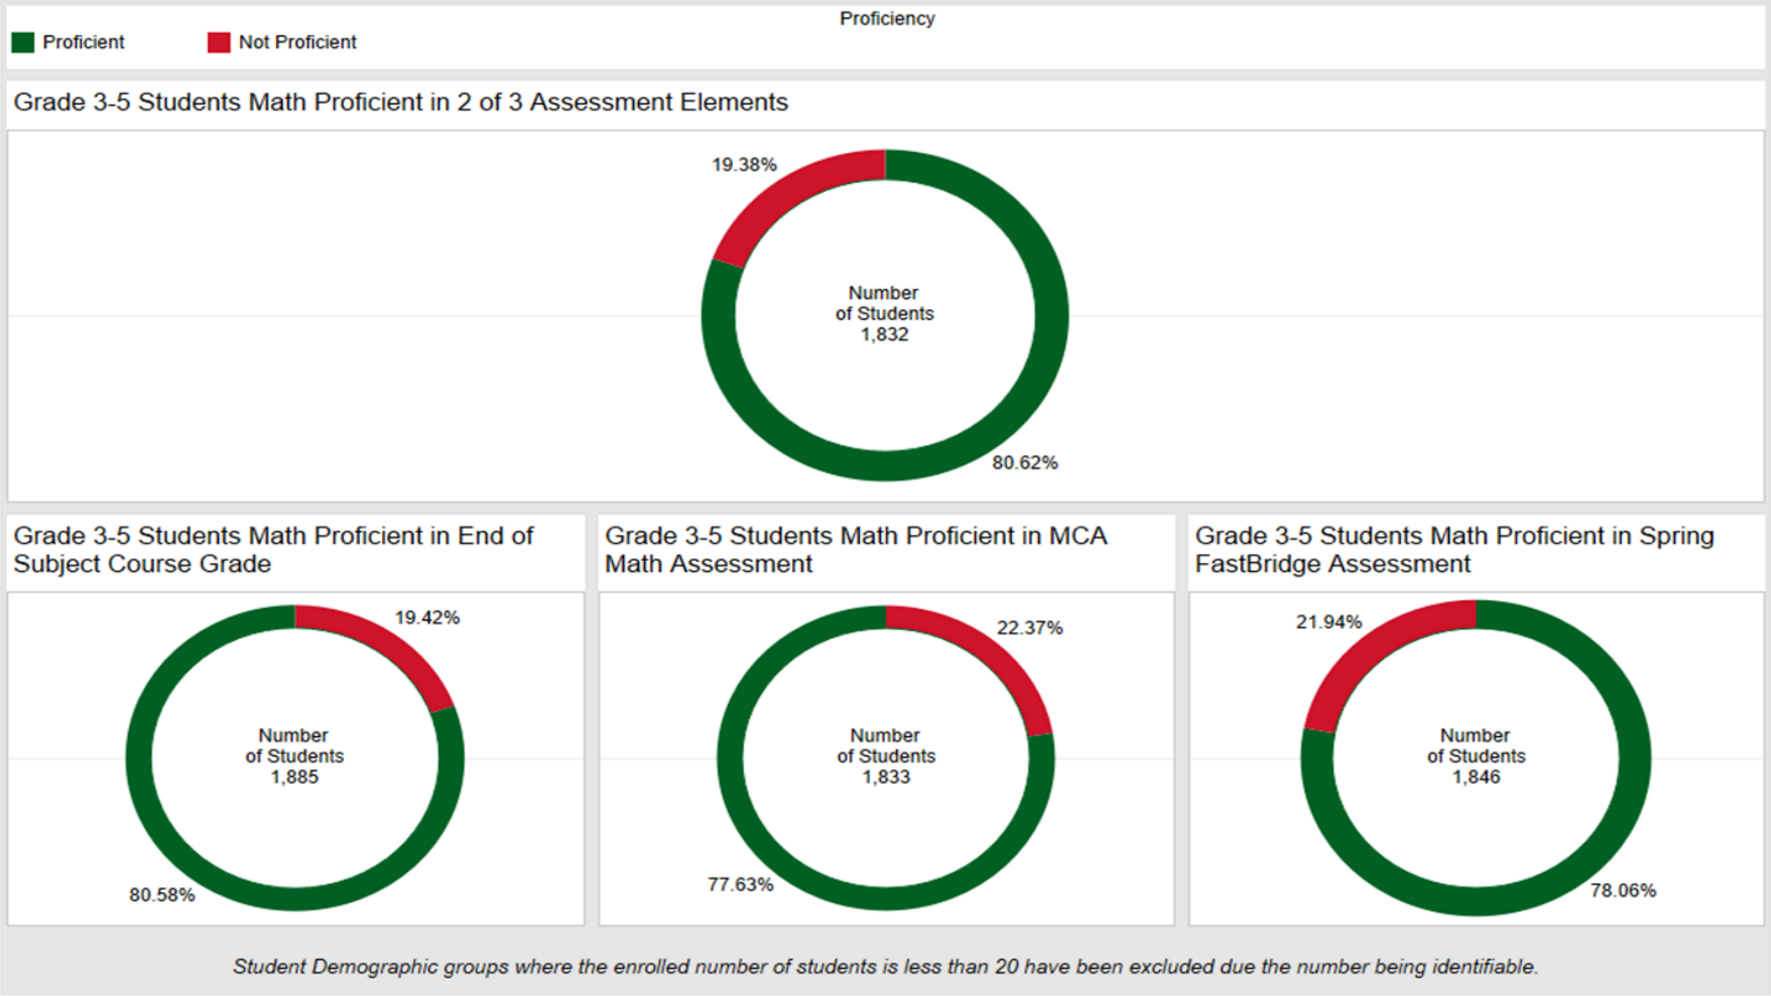 Proficiency
Proficient
Not Proficient
Grade 3-5 Students Math Proficient in 2 of 3 Assessment Elements
19.38%
Number
of Students
1,832
80.62%
Grade 3-5 Students Math Proficient in End of
Subject Course Grade
19.42%
Number
of Students
1,885
80.58%
Grade 3-5 Students Math Proficient in MCA
Math Assessment
22.37%
Number
of Students
1,833
77.63%
Grade 3-5 Students Math Proficient in Spring
FastBridge Assessment
21.94%
Number
of Students
1,846
78.06%
Student Demographic groups where the enrolled number of students is less than 20 have been excluded due the number being identifiable.